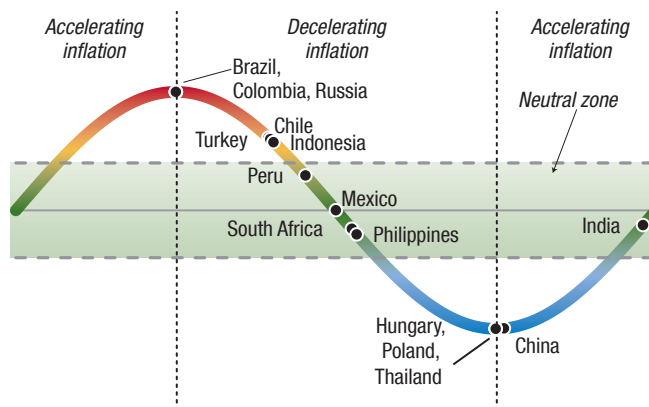 Accelerating
inflation
Decelerating
inflation
Accelerating
inflation
Brazil,
Colombia, Russia
Neutral zone
Chile
Turkey
Indonesia
Peru
Mexico
South Africa
Philippines
India
Hungary,
Poland,
Thailand
China